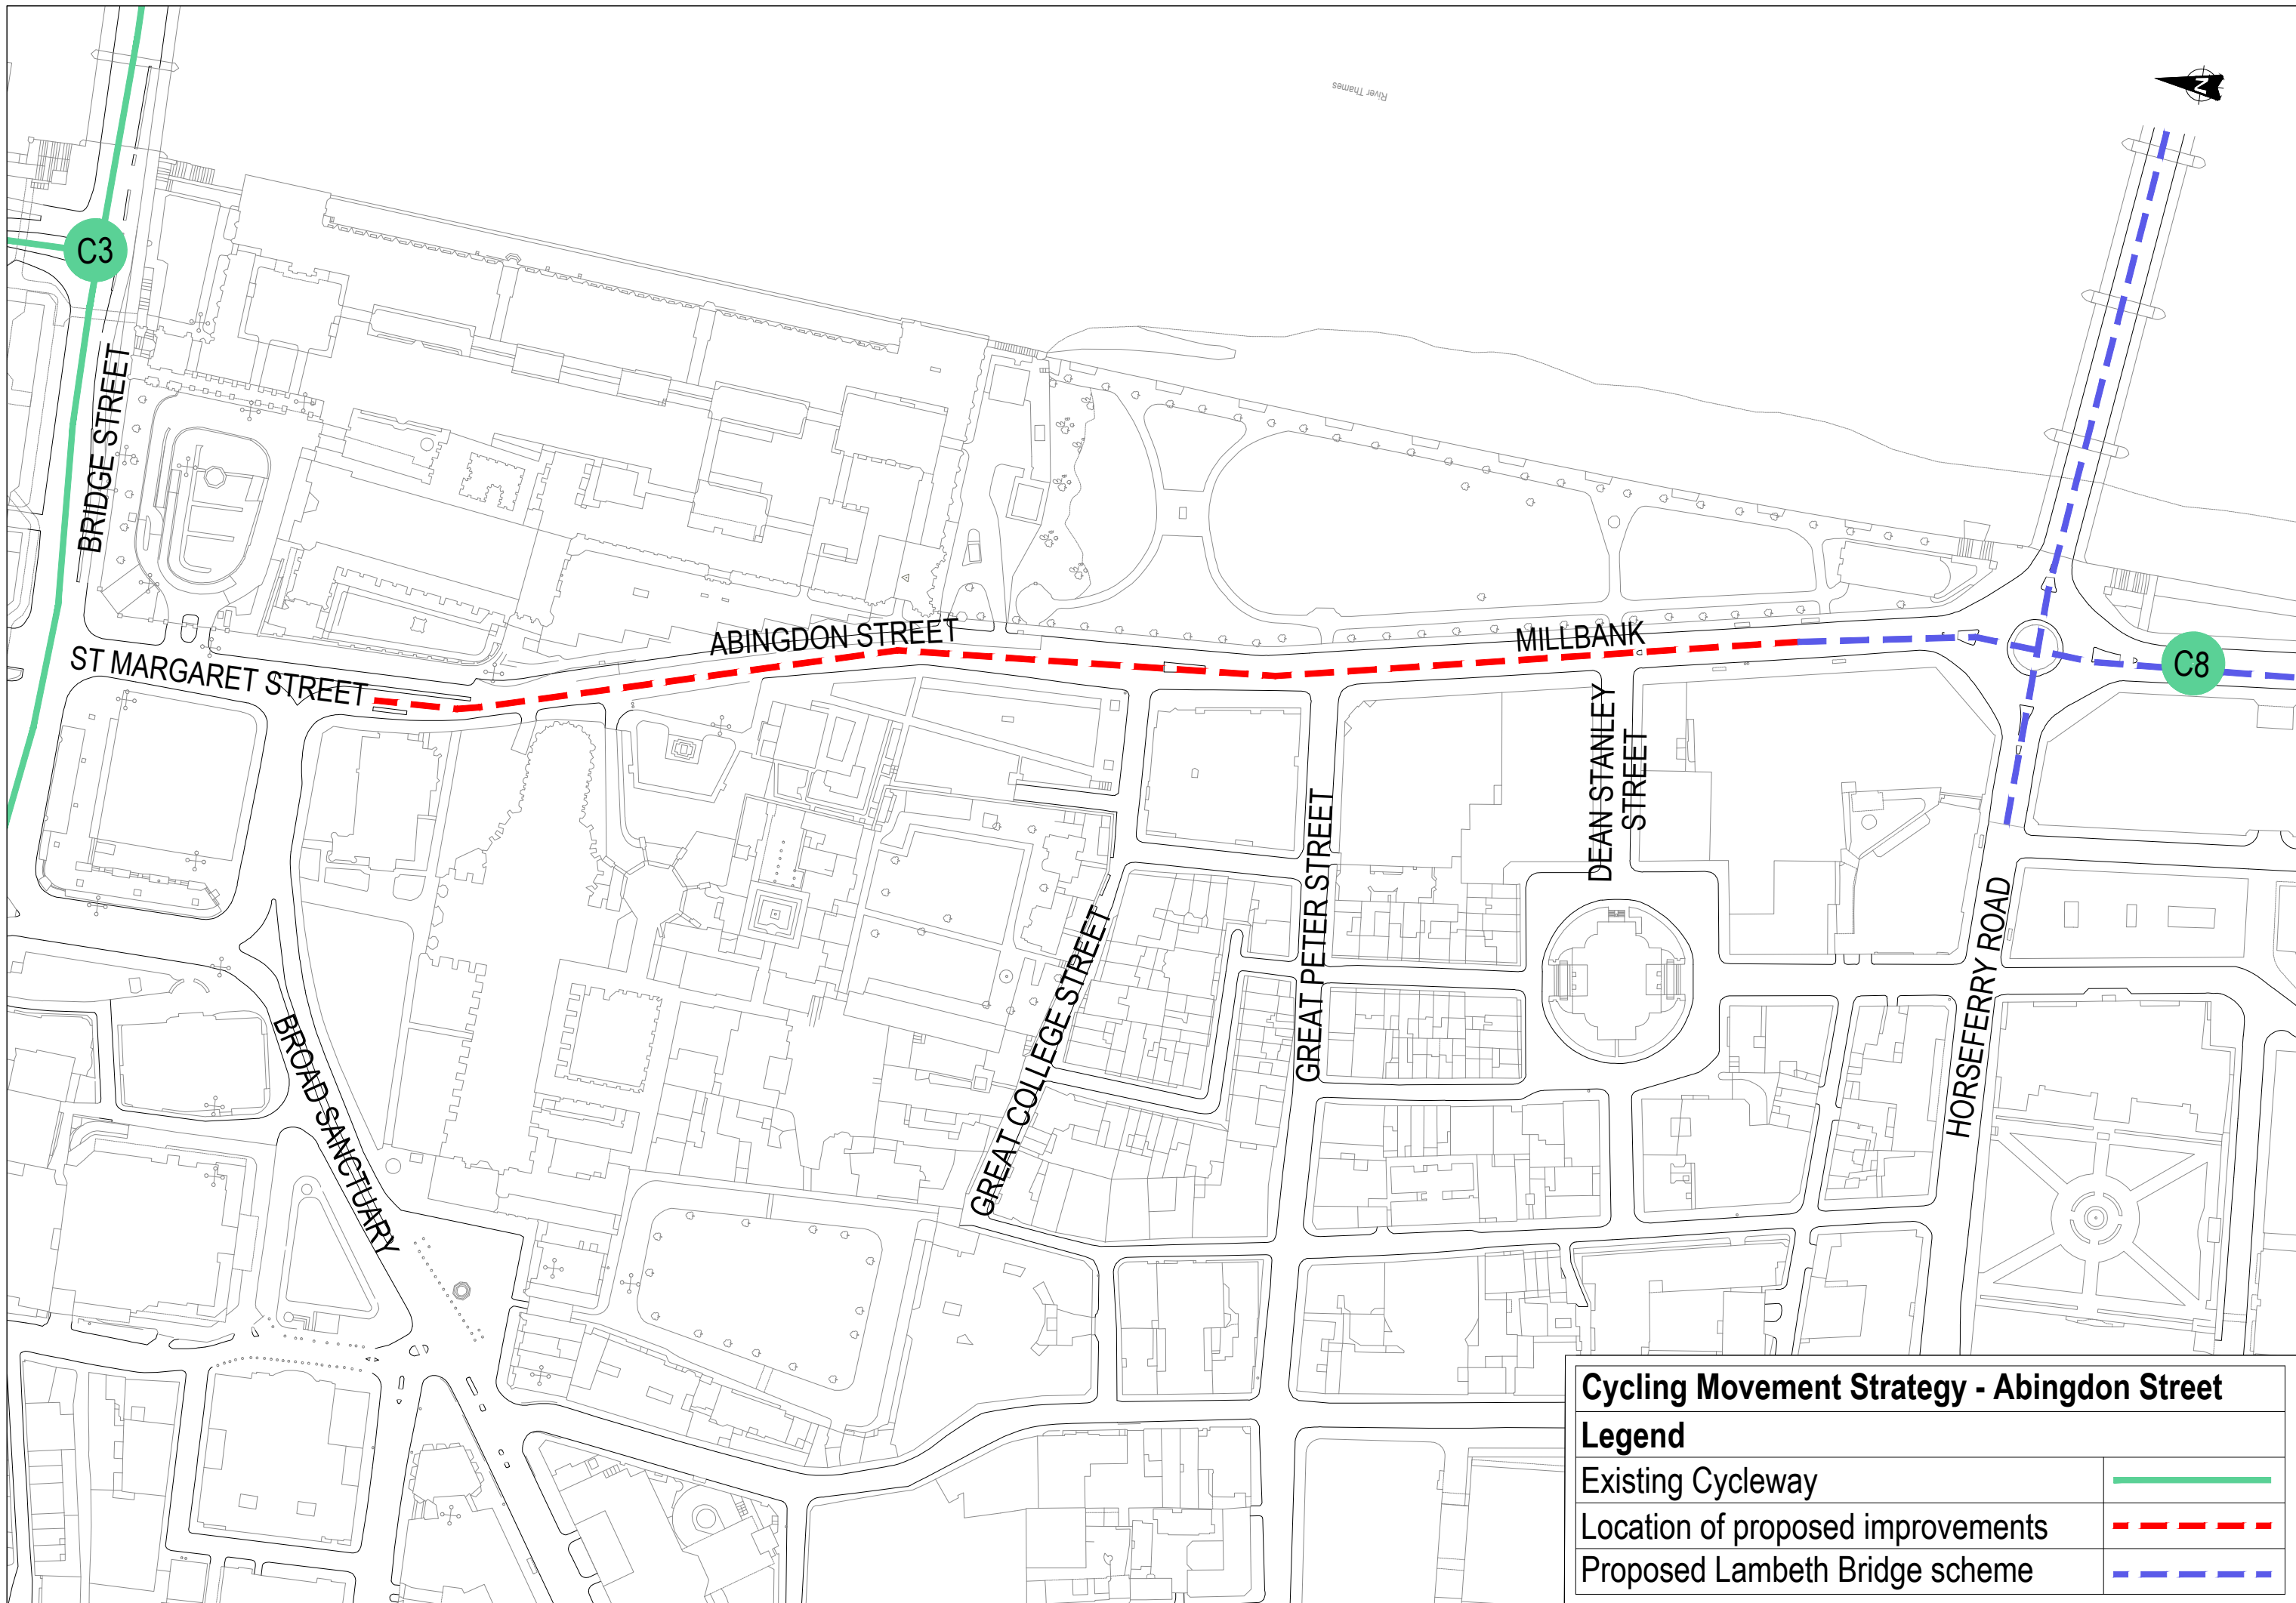 River Thames
N
C3
BRIDGE STREET
ST MARGARET STREET
ABINGDON STREET
MILLBANK
C8
DEAN STANLEY
STREET
GREAT PETER STREET
GREAT COLLEGE STREET
HORSEFERRY ROAD
BROAD SANCTUARY
Cycling Movement Strategy - Abingdon Street
Legend
Existing Cycleway
Location of proposed improvements
Proposed Lambeth Bridge scheme